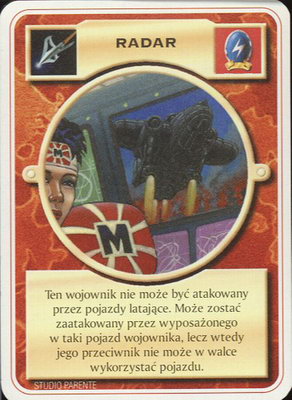 RADAR
M
M
Ten wojownik nie może być atakowany
przez pojazdy latające. Może zostać
zaatakowany przez wyposażonego
w taki pojazd wojownika, lecz wtedy
jego przeciwnik nie może w walce
wykorzystać pojazdu.
STUDIO PARENTE